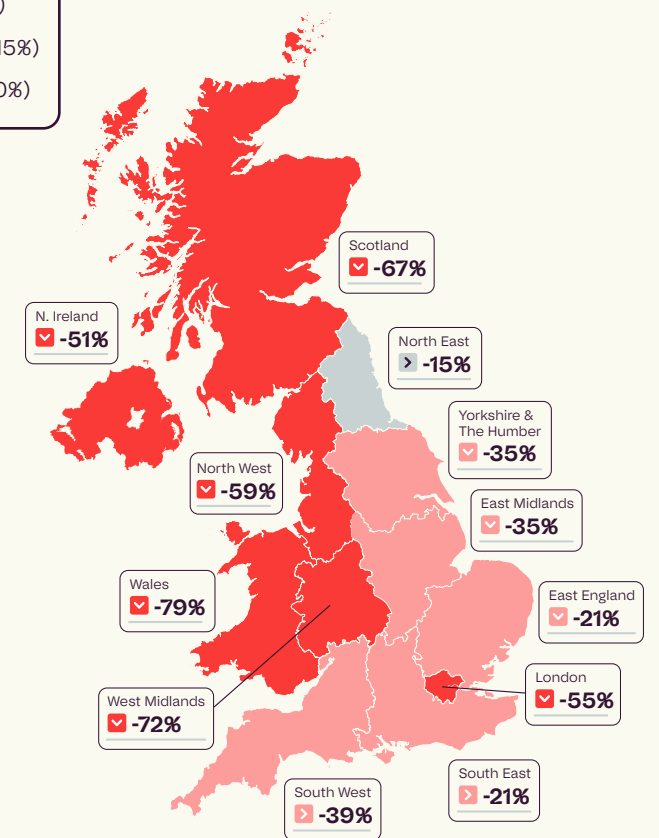 )
15%)
0%)
Scotland
-67%
N. Ireland
-51%
North East
-15%
Yorkshire &
The Humber
-35%
North West
-59%
East Midlands
-35%
Wales
-79%
East England
-21%
London
-55%
West Midlands
-72%
South East
-21%
South West
-39%